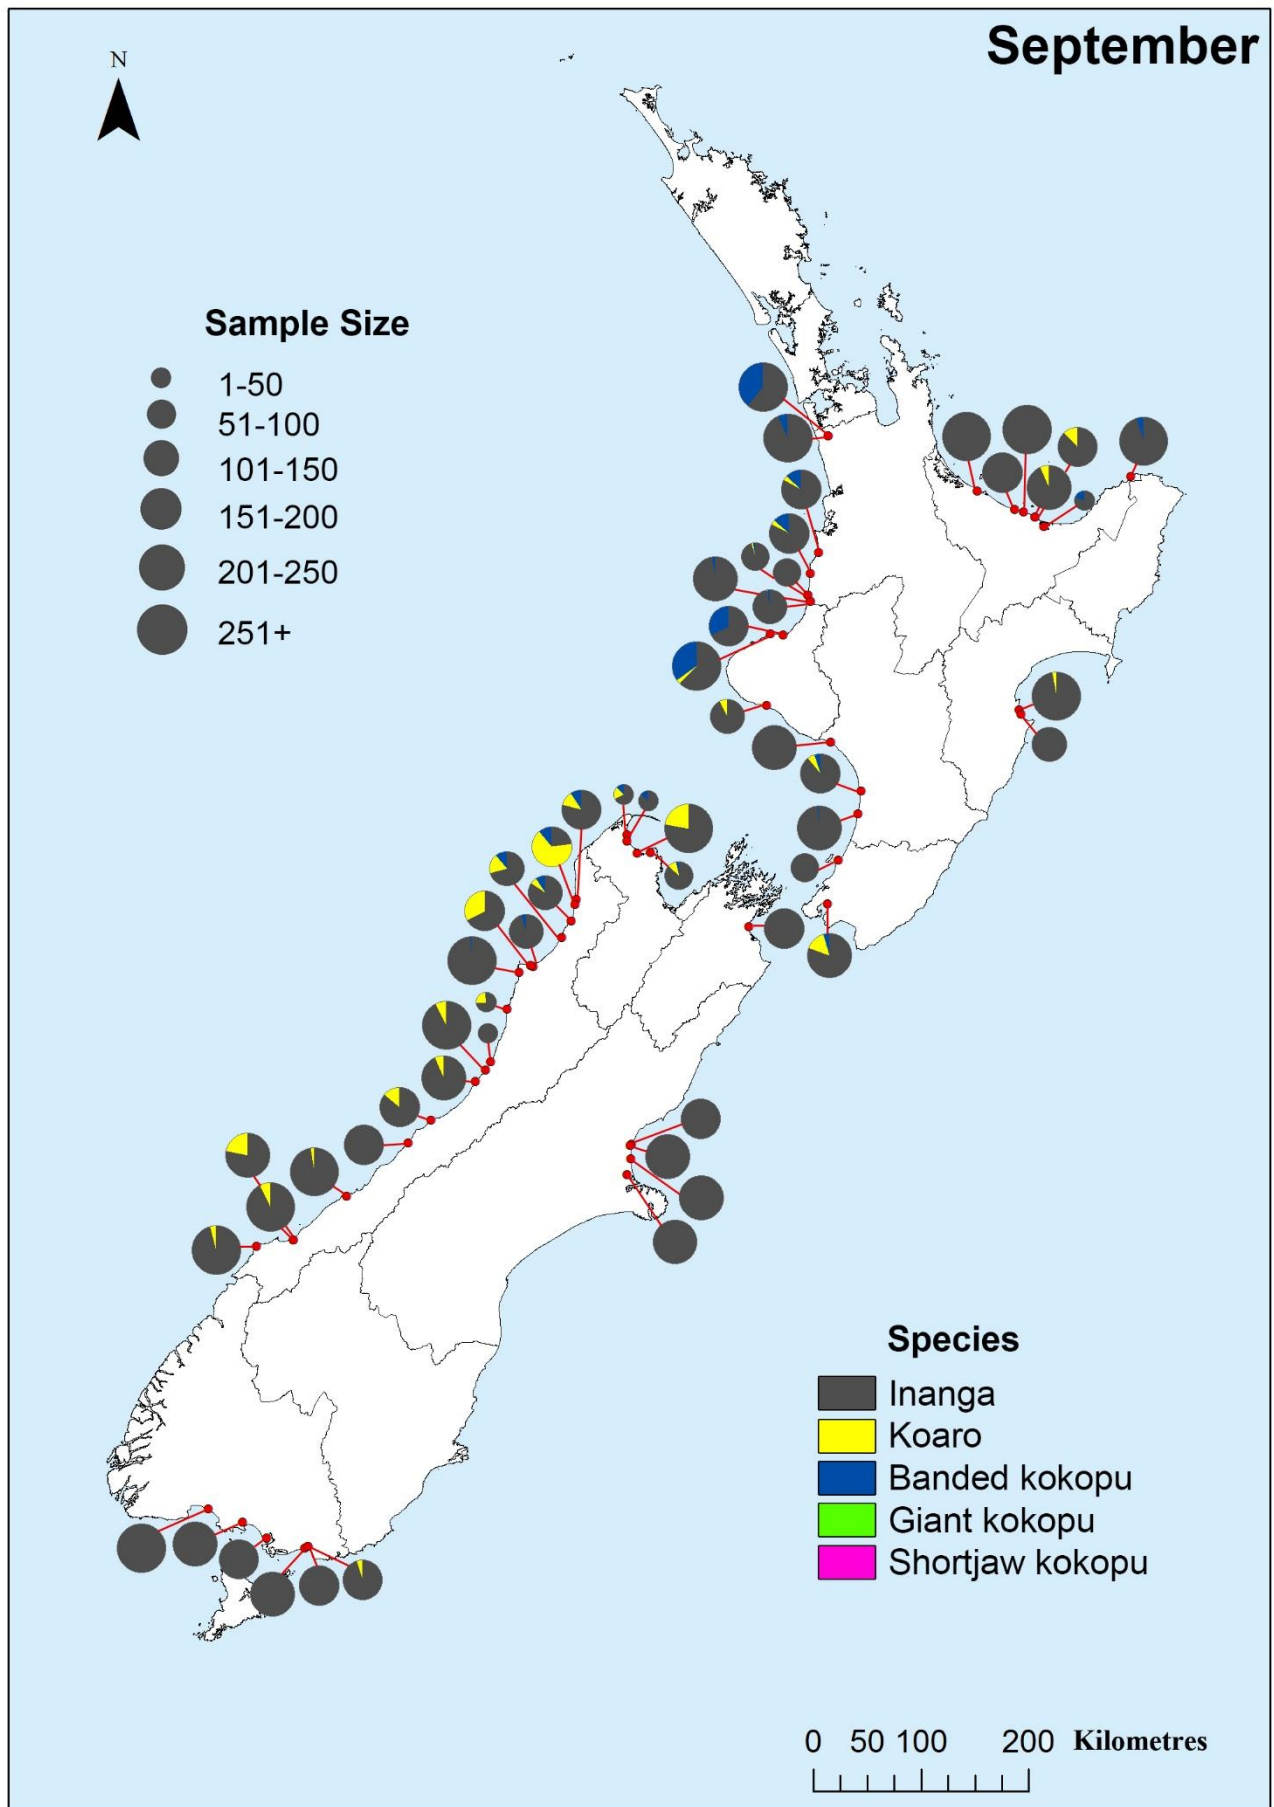 September
N
Sample Size
1-50
51-100
101-150
151-200
201-250
251+
Species
Inanga
Koaro
Banded kokopu
Giant kokopu
Shortjaw kokopu
0 50 100 200 Kilometres